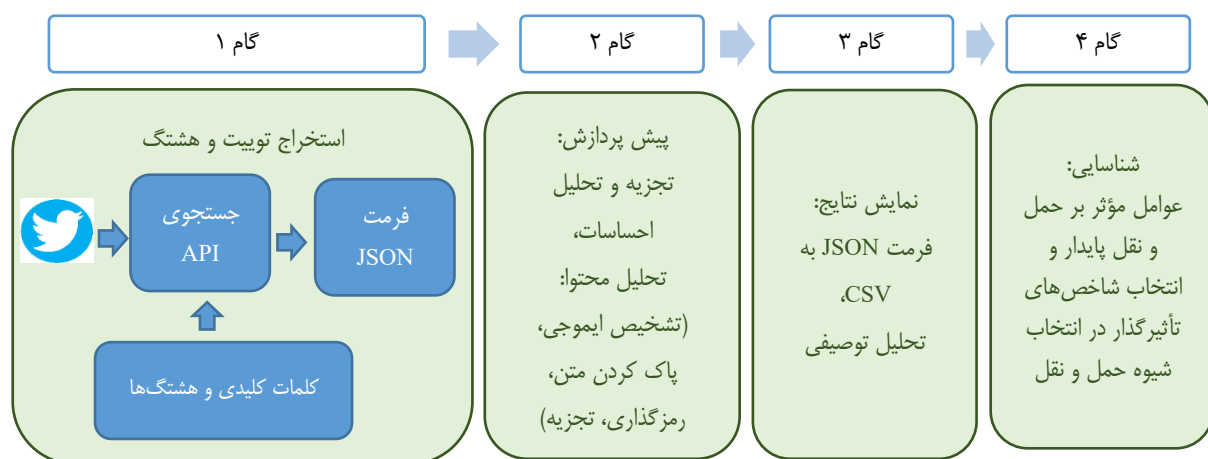 گام ۱
گام ۲
گام ۳
گام ۴
استخراج توییت و هشتگ
جستجوی
API
فرمت
JSON
کلمات کلیدی و هشتگ‌ها
پیش پردازش:
تجزیه و تحلیل
احساسات،
تحلیل محتوا:
(تشخیص ایموجی،
پاک کردن متن،
رمزگذاری، تجزیه)
نمایش نتایج:
فرمت JSON به
CSV،
تحلیل توصیفی
شناسایی:
عوامل مؤثر بر حمل
و نقل پایدار و
انتخاب شاخص‌های
تأثیرگذار در انتخاب
شیوه حمل و نقل